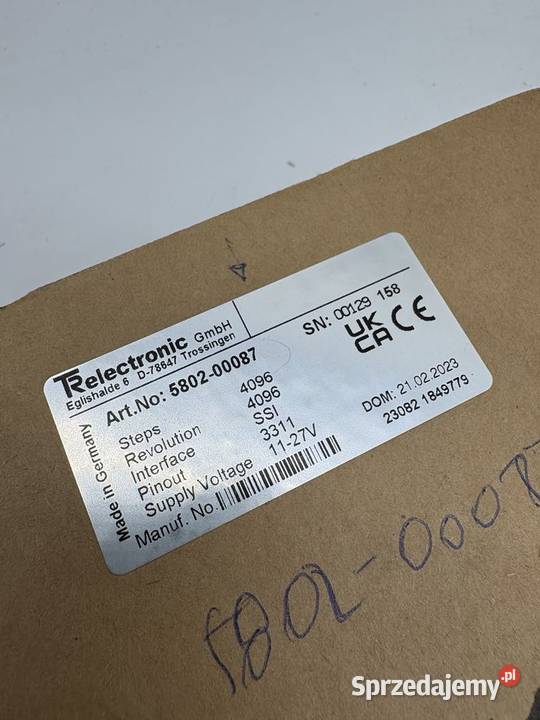 TRelectronic GmbH
Eglishalde 6 D-78647 Trossingen
SN: 00129 158
Art.No: 5802-00087
UK CA CE
Made in Germany
Steps 4096
Revolution 4096
Interface SSI
Pinout 3311
Supply Voltage 11-27V
Manuf. No.
DOM: 21.02.2023
23082 1849779
5802-00087
Sprzedajemy.pl